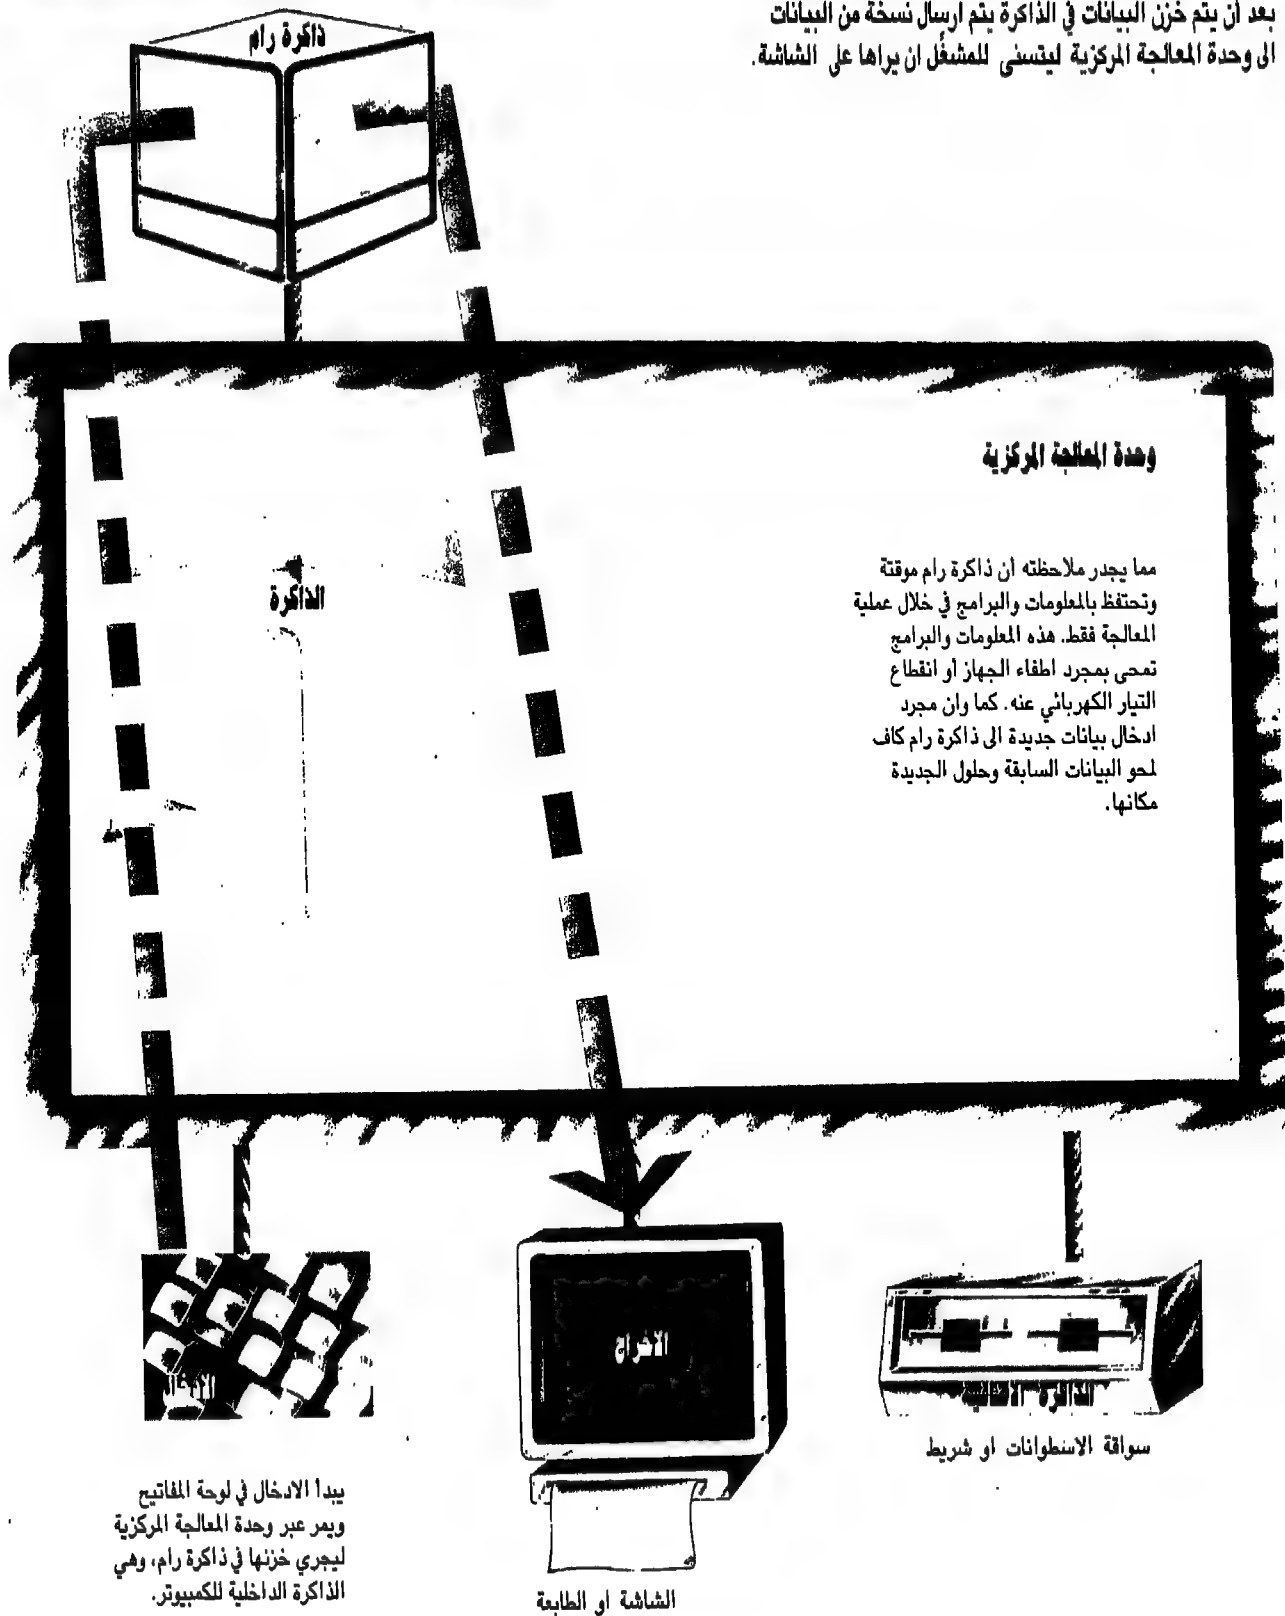 بعد أن يتم خزن البيانات في الذاكرة يتم ارسال نسخة من البيانات
الى وحدة المعالجة المركزية ليتسنى للمشغِّل ان يراها على الشاشة.
ذاكرة رام
وحدة المعالجة المركزية
مما يجدر ملاحظته أن ذاكرة رام موقتة
وتحتفظ بالمعلومات والبرامج في خلال عملية
المعالجة فقط. هذه المعلومات والبرامج
تمحى بمجرد اطفاء الجهاز أو انقطاع
التيار الكهربائي عنه. كما وان مجرد
ادخال بيانات جديدة الى ذاكرة رام كاف
لمحو البيانات السابقة وحلول الجديدة
مكانها.
الذاكرة
الادخال
الاخراج
الذاكرة الاضافية
سواقة الاسطوانات او شريط
يبدأ الادخال في لوحة المفاتيح
ويمر عبر وحدة المعالجة المركزية
ليجري خزنها في ذاكرة رام، وهي
الذاكرة الداخلية للكمبيوتر.
الشاشة او الطابعة